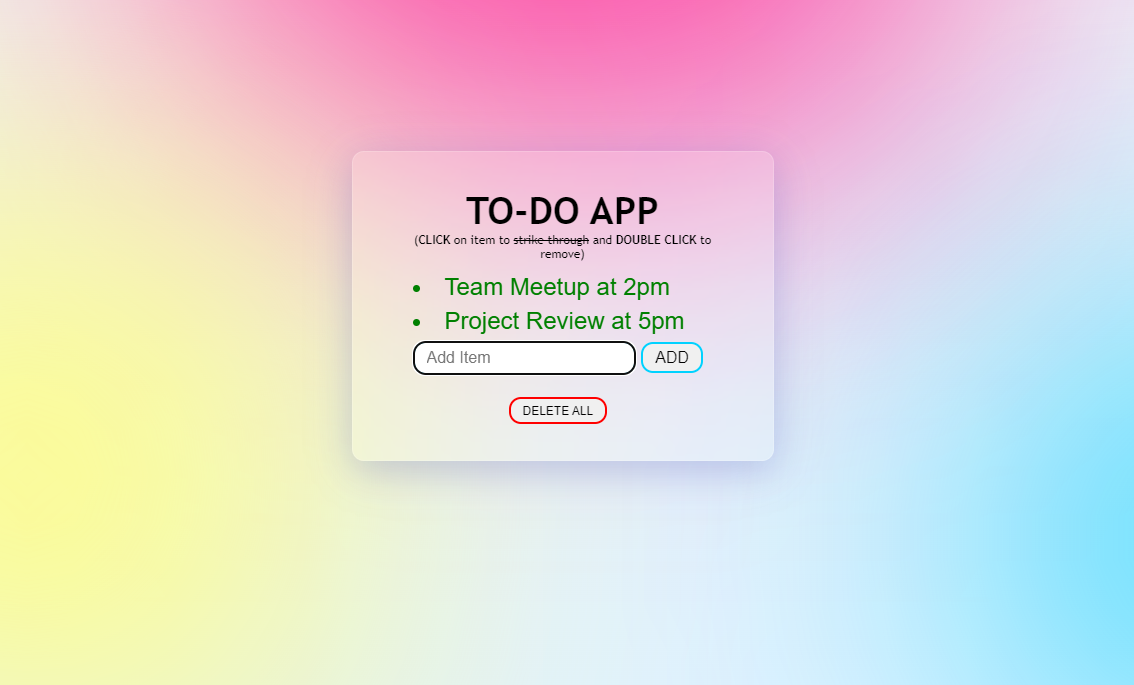 TO-DO APP
(CLICK on item to strike through and DOUBLE CLICK to
remove)
Team Meetup at 2pm
Project Review at 5pm
Add Item ADD
DELETE ALL